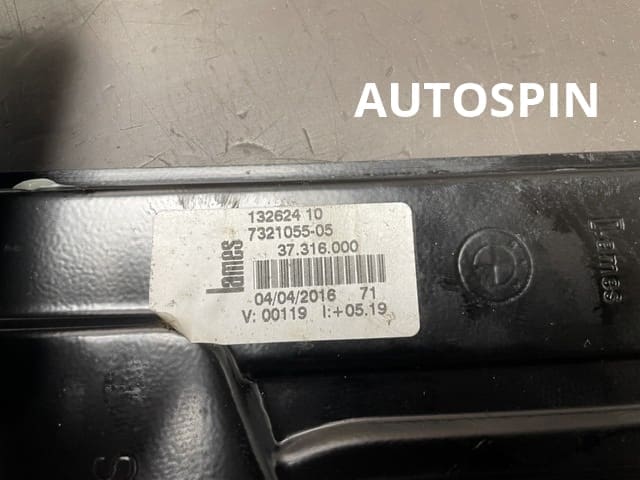 AUTOSPIN
132624 10
7321055-05
37.316.000
lames
04/04/2016 71
V: 00119 I:+05.19
Lames
S